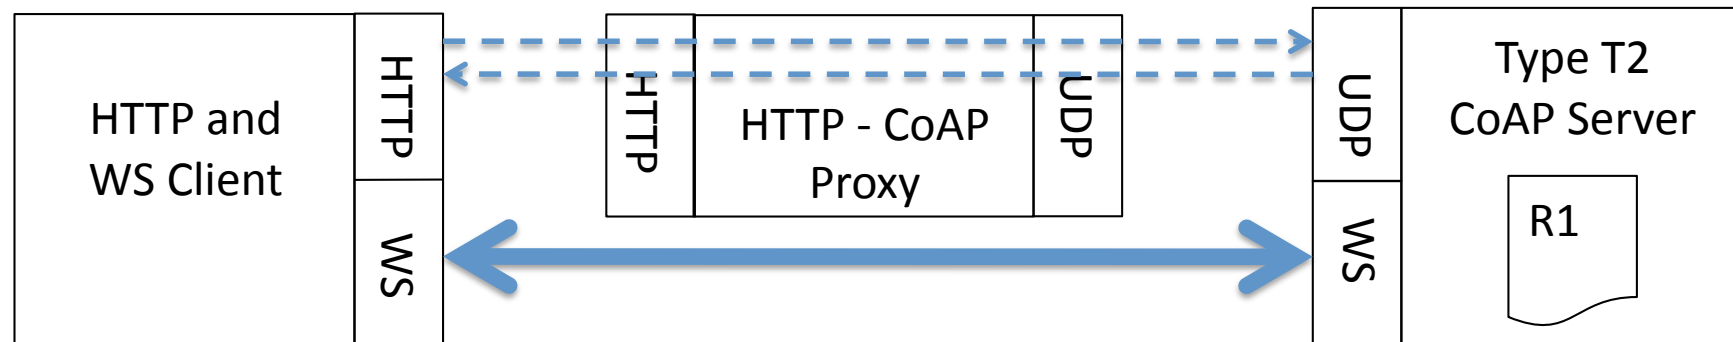 HTTP and
WS Client
HTTP
WS
HTTP
HTTP - CoAP
Proxy
UDP
UDP
WS
Type T2
CoAP Server
R1